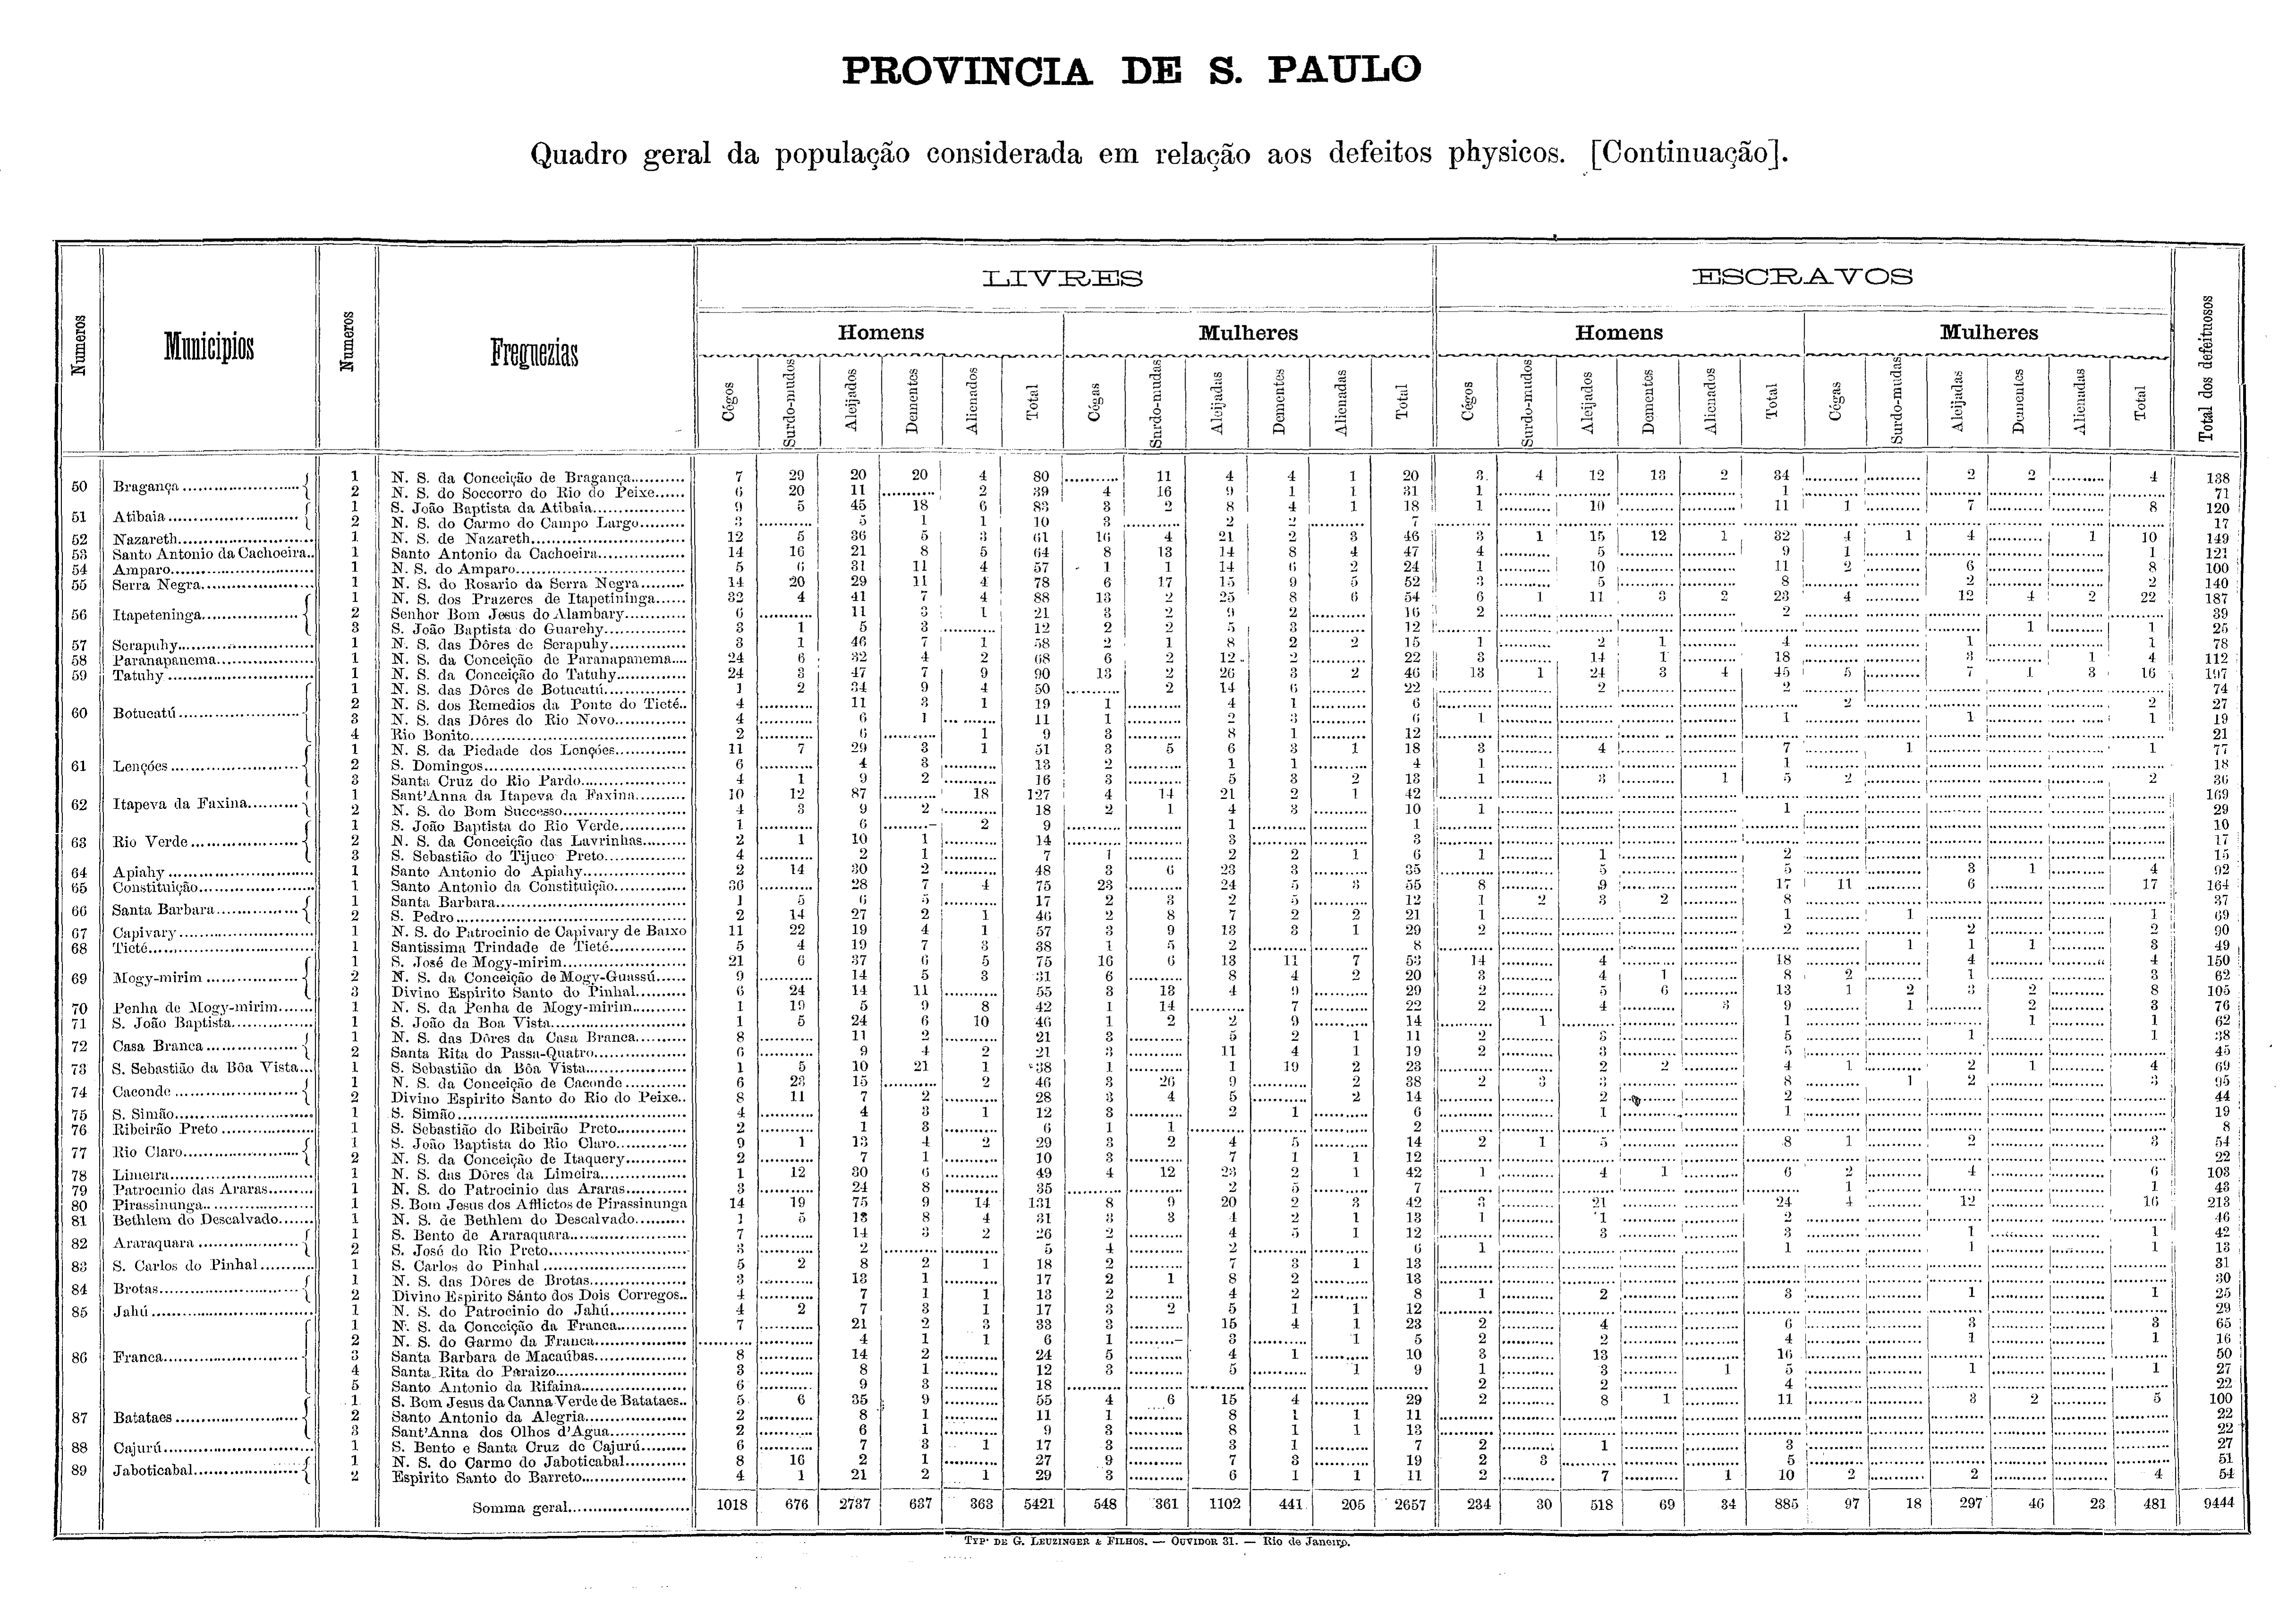 PROVINCIA DE S. PAULO
Quadro geral da população considerada em relação aos defeitos physicos. [Continuação].
Numeros Municipios Numeros Freguezias LIVRES ESCRAVOS Total dos defeituosos
Homens Mulheres Homens Mulheres
Cégos Surdo-mudos Aleijados Dementes Alienados Total Cégas Surdo-mudas Aleijadas Dementes Alienadas Total Cégos Surdo-mudos Aleijados Dementes Alienados Total Cégas Surdo-mudas Aleijadas Dementes Alienadas Total
50 Bragança 1 N. S. da Conceição de Bragança 7 29 20 20 4 80 11 4 4 1 20 3 4 12 13 2 34 2 2 4 138
2 N. S. do Soccorro do Rio do Peixe 6 20 11 2 39 4 16 9 1 1 31 1 1 71
51 Atibaia 1 S. João Baptista da Atibaia 9 5 45 18 6 83 3 2 8 4 1 18 1 10 11 1 7 8 120
2 N. S. do Carmo do Campo Largo 3 5 1 1 10 3 2 2 7 17
52 Nazareth 1 N. S. de Nazareth 12 5 36 5 3 61 16 4 21 2 3 46 3 1 15 12 1 32 4 1 4 1 10 149
53 Santo Antonio da Cachoeira 1 Santo Antonio da Cachoeira 14 16 21 8 5 64 8 13 14 8 4 47 4 5 9 1 1 121
54 Amparo 1 N. S. do Amparo 5 6 31 11 4 57 1 1 14 6 2 24 1 10 11 2 6 8 100
55 Serra Negra 1 N. S. do Rosario da Serra Negra 14 20 29 11 4 78 6 17 15 9 5 52 3 5 8 2 2 140
56 Itapeteninga 1 N. S. dos Prazeres de Itapetininga 32 4 41 7 4 88 13 2 25 8 6 54 6 1 11 3 2 23 4 12 4 2 22 187
2 Senhor Bom Jesus do Alambary 6 11 3 1 21 3 2 9 2 16 2 2 39
3 S. João Baptista do Guarehy 3 1 5 3 12 2 2 5 3 12 1 1 25
57 Serapuhy 1 N. S. das Dôres de Serapuhy 3 1 46 7 1 58 2 1 8 2 2 15 1 2 1 4 1 1 78
58 Paranapanema 1 N. S. da Conceição de Paranapanema 24 6 32 4 2 68 6 2 12 2 22 3 14 1 18 3 1 4 112
59 Tatuhy 1 N. S. da Conceição do Tatuhy 24 3 47 7 9 90 13 2 26 3 2 46 13 1 24 3 4 45 5 7 1 3 16 197
60 Botucatú 1 N. S. das Dôres de Botucatú 1 2 34 9 4 50 2 14 6 22 2 2 74
2 N. S. dos Remedios da Ponte do Tieté 4 11 3 1 19 1 4 1 6 2 2 27
3 N. S. das Dôres do Rio Novo 4 6 1 11 1 2 3 6 1 1 1 1 19
4 Rio Bonito 2 6 1 9 3 8 1 12 21
61 Lençóes 1 N. S. da Piedade dos Lençóes 11 7 29 3 1 51 3 5 6 3 1 18 3 4 7 1 1 77
2 S. Domingos 6 4 3 13 2 1 1 4 1 1 18
3 Santa Cruz do Rio Pardo 4 1 9 2 16 3 5 3 2 13 1 3 1 5 2 2 36
62 Itapeva da Faxina 1 Sant'Anna da Itapeva da Faxina 10 12 87 18 127 4 14 21 2 1 42 169
2 N. S. do Bom Successo 4 3 9 2 18 2 1 4 3 10 1 1 29
63 Rio Verde 1 S. João Baptista do Rio Verde 1 6 2 9 1 1 10
2 N. S. da Conceição das Lavrinhas 2 1 10 1 14 3 3 17
3 S. Sebastião do Tijuco Preto 4 2 1 7 1 2 2 1 6 1 1 2 15
64 Apiahy 1 Santo Antonio do Apiahy 2 14 30 2 48 3 6 23 3 35 5 5 3 1 4 92
65 Constituição 1 Santo Antonio da Constituição 36 28 7 4 75 23 24 5 3 55 8 9 17 11 6 17 164
66 Santa Barbara 1 Santa Barbara 1 5 6 5 17 2 3 2 5 12 1 2 3 2 8 37
2 S. Pedro 2 14 27 2 1 46 2 8 7 2 2 21 1 1 1 1 69
67 Capivary 1 N. S. do Patrocinio de Capivary de Baixo 11 22 19 4 1 57 3 9 13 3 1 29 2 2 2 2 90
68 Tieté 1 Santissima Trindade de Tieté 5 4 19 7 3 38 1 5 2 8 1 1 1 3 49
69 Mogy-mirim 1 S. José de Mogy-mirim 21 6 37 6 5 75 16 6 13 11 7 53 14 4 18 4 4 150
2 N. S. da Conceição de Mogy-Guassú 9 14 5 3 31 6 8 4 2 20 3 4 1 8 2 1 3 62
3 Divino Espirito Santo do Pinhal 6 24 14 11 55 3 13 4 9 29 2 5 6 13 1 2 3 2 8 105
70 Penha de Mogy-mirim 1 N. S. da Penha de Mogy-mirim 1 19 5 9 8 42 1 14 7 22 2 4 3 9 1 2 3 76
71 S. João Baptista 1 S. João da Boa Vista 1 5 24 6 10 46 1 2 2 9 14 1 1 1 1 62
72 Casa Branca 1 N. S. das Dôres da Casa Branca 8 11 2 21 3 5 2 1 11 2 3 5 1 1 38
2 Santa Rita do Passa-Quatro 6 9 4 2 21 3 11 4 1 19 2 3 5 45
73 S. Sebastião da Bôa Vista 1 S. Sebastião da Bôa Vista 1 5 10 21 1 38 1 1 19 2 23 2 2 4 1 2 1 4 69
74 Caconde 1 N. S. da Conceição de Caconde 6 23 15 2 46 3 26 9 2 38 2 3 3 8 1 2 3 95
2 Divino Espirito Santo do Rio do Peixe 8 11 7 2 28 3 4 5 2 14 2 2 44
75 S. Simão 1 S. Simão 4 4 3 1 12 3 2 1 6 1 1 19
76 Ribeirão Preto 1 S. Sebastião do Ribeirão Preto 2 1 3 6 1 1 2 8
77 Rio Claro 1 S. João Baptista do Rio Claro 9 1 13 4 2 29 3 2 4 5 14 2 1 5 8 1 2 3 54
2 N. S. da Conceição de Itaquery 2 7 1 10 3 7 1 1 12 22
78 Limeira 1 N. S. das Dôres da Limeira 1 12 30 6 49 4 12 23 2 1 42 1 4 1 6 2 4 6 103
79 Patrocinio das Araras 1 N. S. do Patrocinio das Araras 3 24 8 35 2 5 7 1 1 43
80 Pirassinunga 1 S. Bom Jesus dos Afflictos de Pirassinunga 14 19 75 9 14 131 8 9 20 2 3 42 3 21 24 4 12 16 213
81 Bethlem do Descalvado 1 N. S. de Bethlem do Descalvado 1 5 13 8 4 31 3 3 4 2 1 13 1 1 2 46
82 Araraquara 1 S. Bento de Araraquara 7 14 3 2 26 2 4 5 1 12 3 3 1 1 42
2 S. José do Rio Preto 3 2 5 4 2 6 1 1 1 1 13
83 S. Carlos do Pinhal 1 S. Carlos do Pinhal 5 2 8 2 1 18 2 7 3 1 13 31
84 Brotas 1 N. S. das Dôres de Brotas 3 13 1 17 2 1 8 2 13 30
2 Divino Espirito Sánto dos Dois Corregos 4 7 1 1 13 2 4 2 8 1 2 3 1 1 25
85 Jahú 1 N. S. do Patrocinio do Jahú 4 2 7 3 1 17 3 2 5 1 1 12 29
86 Franca 1 N. S. da Conceição da Franca 7 21 2 3 33 3 15 4 1 23 2 4 6 3 3 65
2 N. S. do Garmo da Franca 4 1 1 6 1 3 1 5 2 2 4 1 1 16
3 Santa Barbara de Macaúbas 8 14 2 24 5 4 1 10 3 13 16 50
4 Santa Rita do Paraizo 3 8 1 12 3 5 1 9 1 3 1 5 1 1 27
5 Santo Antonio da Rifaina 6 9 3 18 2 2 4 22
87 Batataes 1 S. Bom Jesus da Canna Verde de Batataes 5 6 35 9 55 4 6 15 4 29 2 8 1 11 3 2 5 100
2 Santo Antonio da Alegria 2 8 1 11 1 8 1 1 11 22
3 Sant'Anna dos Olhos d'Agua 2 6 1 9 3 8 1 1 13 22
88 Cajurú 1 S. Bento e Santa Cruz do Cajurú 6 7 3 1 17 3 3 1 7 2 1 3 27
89 Jaboticabal 1 N. S. do Carmo do Jaboticabal 8 16 2 1 27 9 7 3 19 2 3 5 51
2 Espirito Santo do Barreto 4 1 21 2 1 29 3 6 1 1 11 2 7 1 10 2 2 4 54
Somma geral 1018 676 2737 637 363 5421 548 361 1102 441 205 2657 234 30 518 69 34 885 97 18 297 46 23 481 9444
Typ. de G. Leuzinger & Filhos. — Ouvidor 31. — Rio de Janeiro.